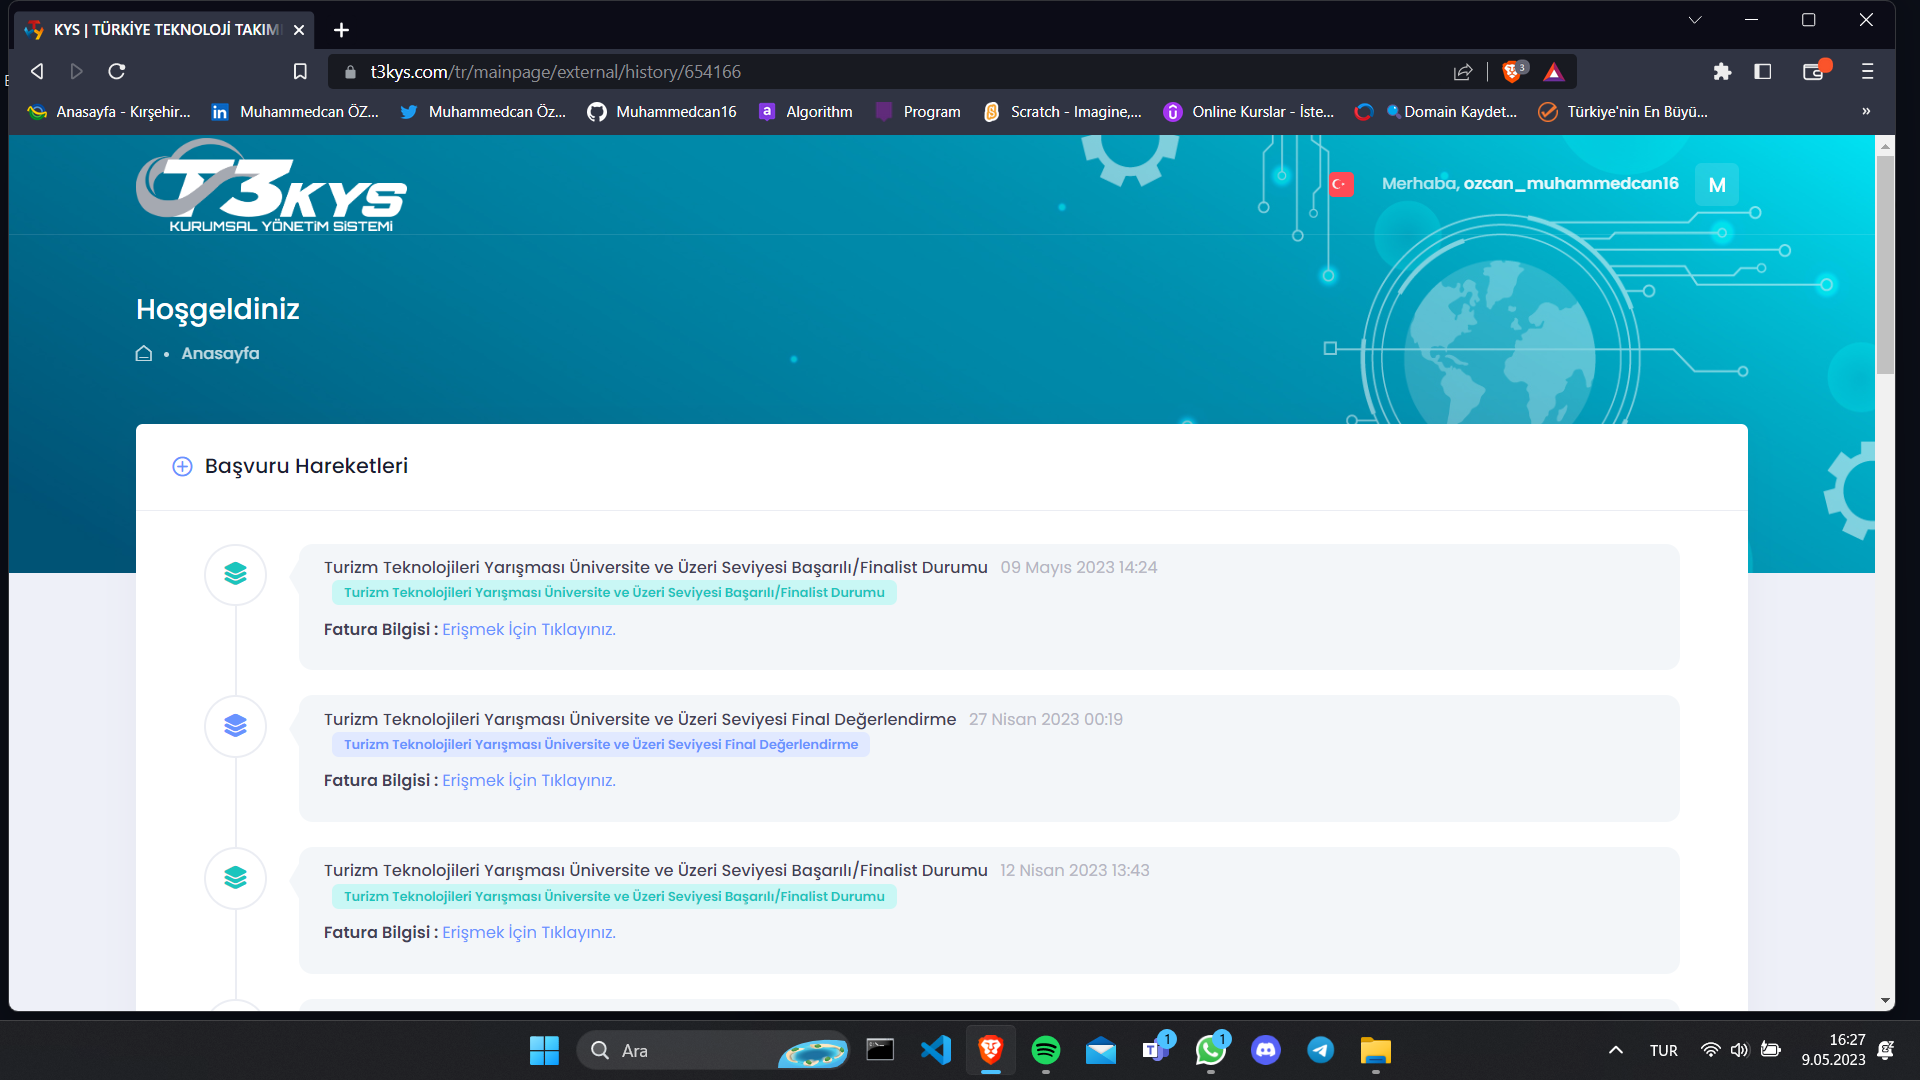 KYS | TÜRKİYE TEKNOLOJİ TAKIMI
t3kys.com/tr/mainpage/external/history/654166
3
Anasayfa - Kırşehir...
Muhammedcan ÖZ...
Muhammedcan Öz...
Muhammedcan16
Algorithm
Program
Scratch - Imagine,...
Online Kurslar - İste...
Domain Kaydet...
Türkiye'nin En Büyü...
»
T3KYS
KURUMSAL YÖNETİM SİSTEMİ
Merhaba, ozcan_muhammedcan16
M
Hoşgeldiniz
Anasayfa
Başvuru Hareketleri
Turizm Teknolojileri Yarışması Üniversite ve Üzeri Seviyesi Başarılı/Finalist Durumu 09 Mayıs 2023 14:24
Turizm Teknolojileri Yarışması Üniversite ve Üzeri Seviyesi Başarılı/Finalist Durumu
Fatura Bilgisi : Erişmek İçin Tıklayınız.
Turizm Teknolojileri Yarışması Üniversite ve Üzeri Seviyesi Final Değerlendirme 27 Nisan 2023 00:19
Turizm Teknolojileri Yarışması Üniversite ve Üzeri Seviyesi Final Değerlendirme
Fatura Bilgisi : Erişmek İçin Tıklayınız.
Turizm Teknolojileri Yarışması Üniversite ve Üzeri Seviyesi Başarılı/Finalist Durumu 12 Nisan 2023 13:43
Turizm Teknolojileri Yarışması Üniversite ve Üzeri Seviyesi Başarılı/Finalist Durumu
Fatura Bilgisi : Erişmek İçin Tıklayınız.
Ara
1
1
TUR
16:27
9.05.2023